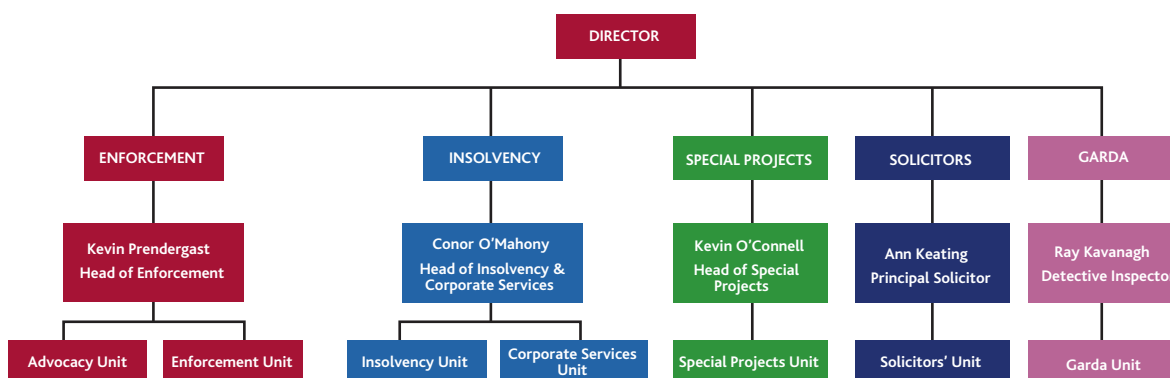 DIRECTOR
ENFORCEMENT
INSOLVENCY
SPECIAL PROJECTS
SOLICITORS
GARDA
Kevin Prendergast
Head of Enforcement
Conor O’Mahony
Head of Insolvency &
Corporate Services
Kevin O’Connell
Head of Special
Projects
Ann Keating
Principal Solicitor
Ray Kavanagh
Detective Inspector
Advocacy Unit
Enforcement Unit
Insolvency Unit
Corporate Services
Unit
Special Projects Unit
Solicitors’ Unit
Garda Unit